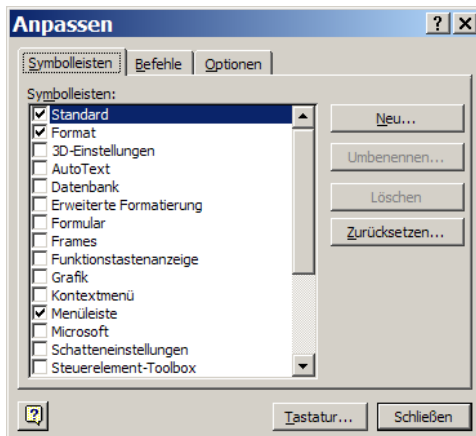 Anpassen
Symbolleisten Befehle Optionen
Symbolleisten:
Standard
Format
3D-Einstellungen
AutoText
Datenbank
Erweiterte Formatierung
Formular
Frames
Funktionstastenanzeige
Grafik
Kontextmenü
Menüleiste
Microsoft
Schatteneinstellungen
Steuerelement-Toolbox
Neu...
Umbenennen...
Löschen
Zurücksetzen...
Tastatur... Schließen